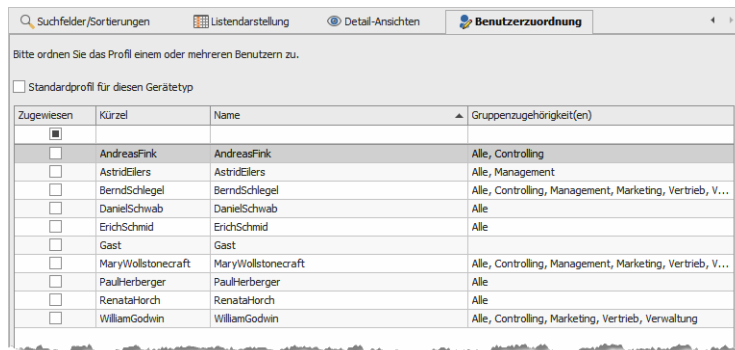 Suchfelder/Sortierungen Listendarstellung Detail-Ansichten Benutzerzuordnung
Bitte ordnen Sie das Profil einem oder mehreren Benutzern zu.
Standardprofil für diesen Gerätetyp
Zugewiesen Kürzel Name Gruppenzugehörigkeit(en)
AndreasFink AndreasFink Alle, Controlling
AstridEilers AstridEilers Alle, Management
BerndSchlegel BerndSchlegel Alle, Controlling, Management, Marketing, Vertrieb, V...
DanielSchwab DanielSchwab Alle
ErichSchmid ErichSchmid Alle
Gast Gast
MaryWollstonecraft MaryWollstonecraft Alle, Controlling, Management, Marketing, Vertrieb, V...
PaulHerberger PaulHerberger Alle
RenataHorch RenataHorch Alle
WilliamGodwin WilliamGodwin Alle, Controlling, Marketing, Vertrieb, Verwaltung